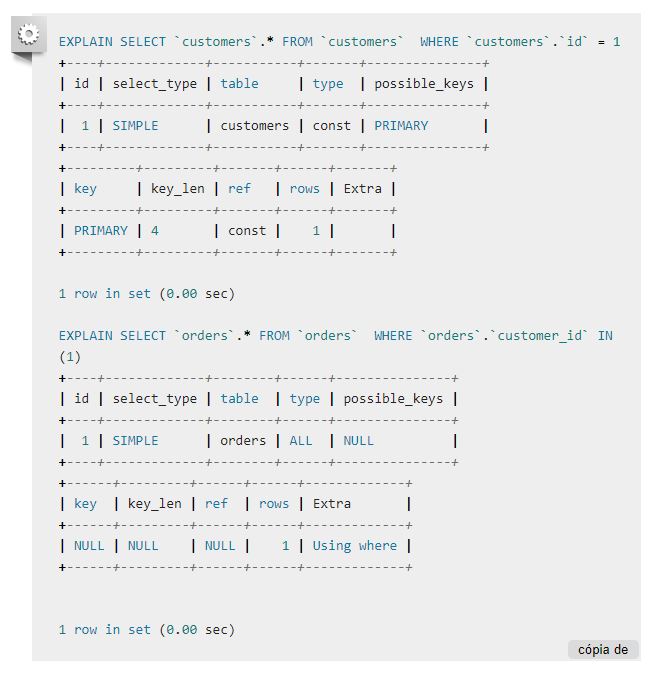 EXPLAIN SELECT `customers`.* FROM `customers`  WHERE `customers`.`id` = 1
+----+-------------+-----------+-------+---------------+
| id | select_type | table     | type  | possible_keys |
+----+-------------+-----------+-------+---------------+
|  1 | SIMPLE      | customers | const | PRIMARY       |
+----+-------------+-----------+-------+---------------+
+---------+---------+-------+------+-------+
| key     | key_len | ref   | rows | Extra |
+---------+---------+-------+------+-------+
| PRIMARY | 4       | const |    1 |       |
+---------+---------+-------+------+-------+
1 row in set (0.00 sec)
EXPLAIN SELECT `orders`.* FROM `orders`  WHERE `orders`.`customer_id` IN
(1)
+----+-------------+--------+------+---------------+
| id | select_type | table  | type | possible_keys |
+----+-------------+--------+------+---------------+
|  1 | SIMPLE      | orders | ALL  | NULL          |
+----+-------------+--------+------+---------------+
+------+---------+------+------+-------------+
| key  | key_len | ref  | rows | Extra       |
+------+---------+------+------+-------------+
| NULL | NULL    | NULL |    1 | Using where |
+------+---------+------+------+-------------+
1 row in set (0.00 sec)
cópia de